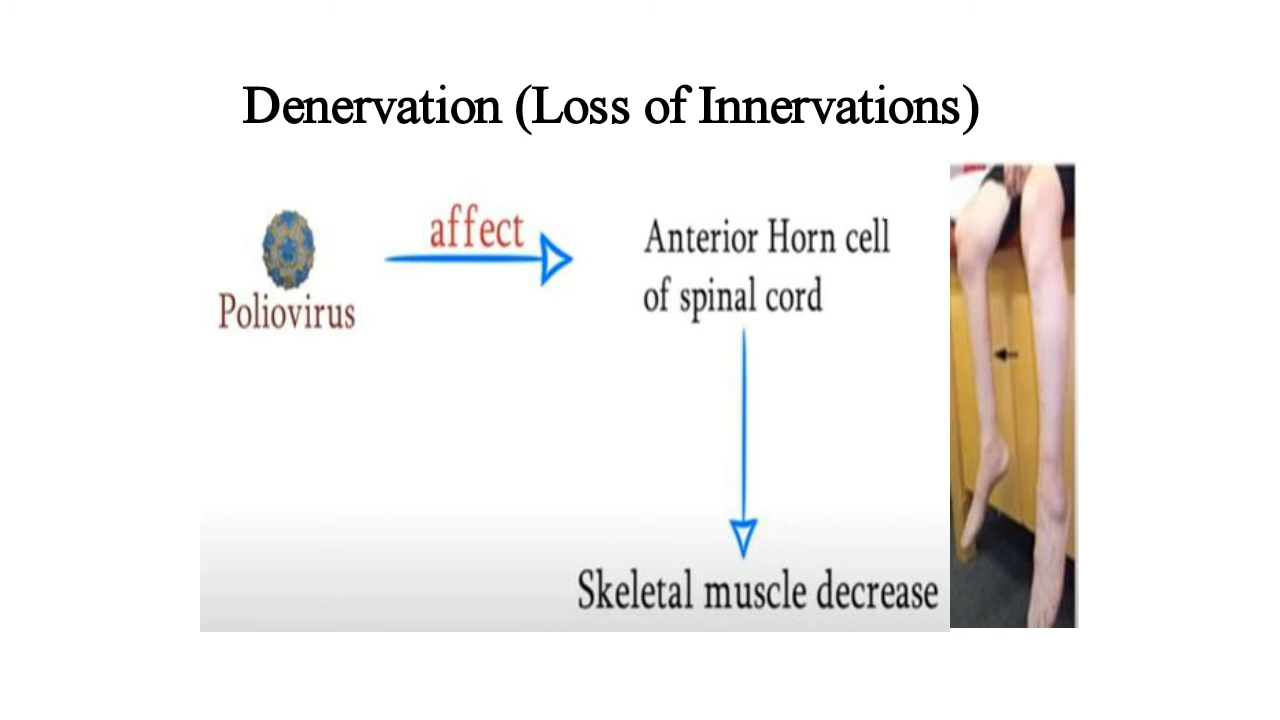 Denervation (Loss of Innervations)
affect
Poliovirus
Anterior Horn cell
of spinal cord
Skeletal muscle decrease